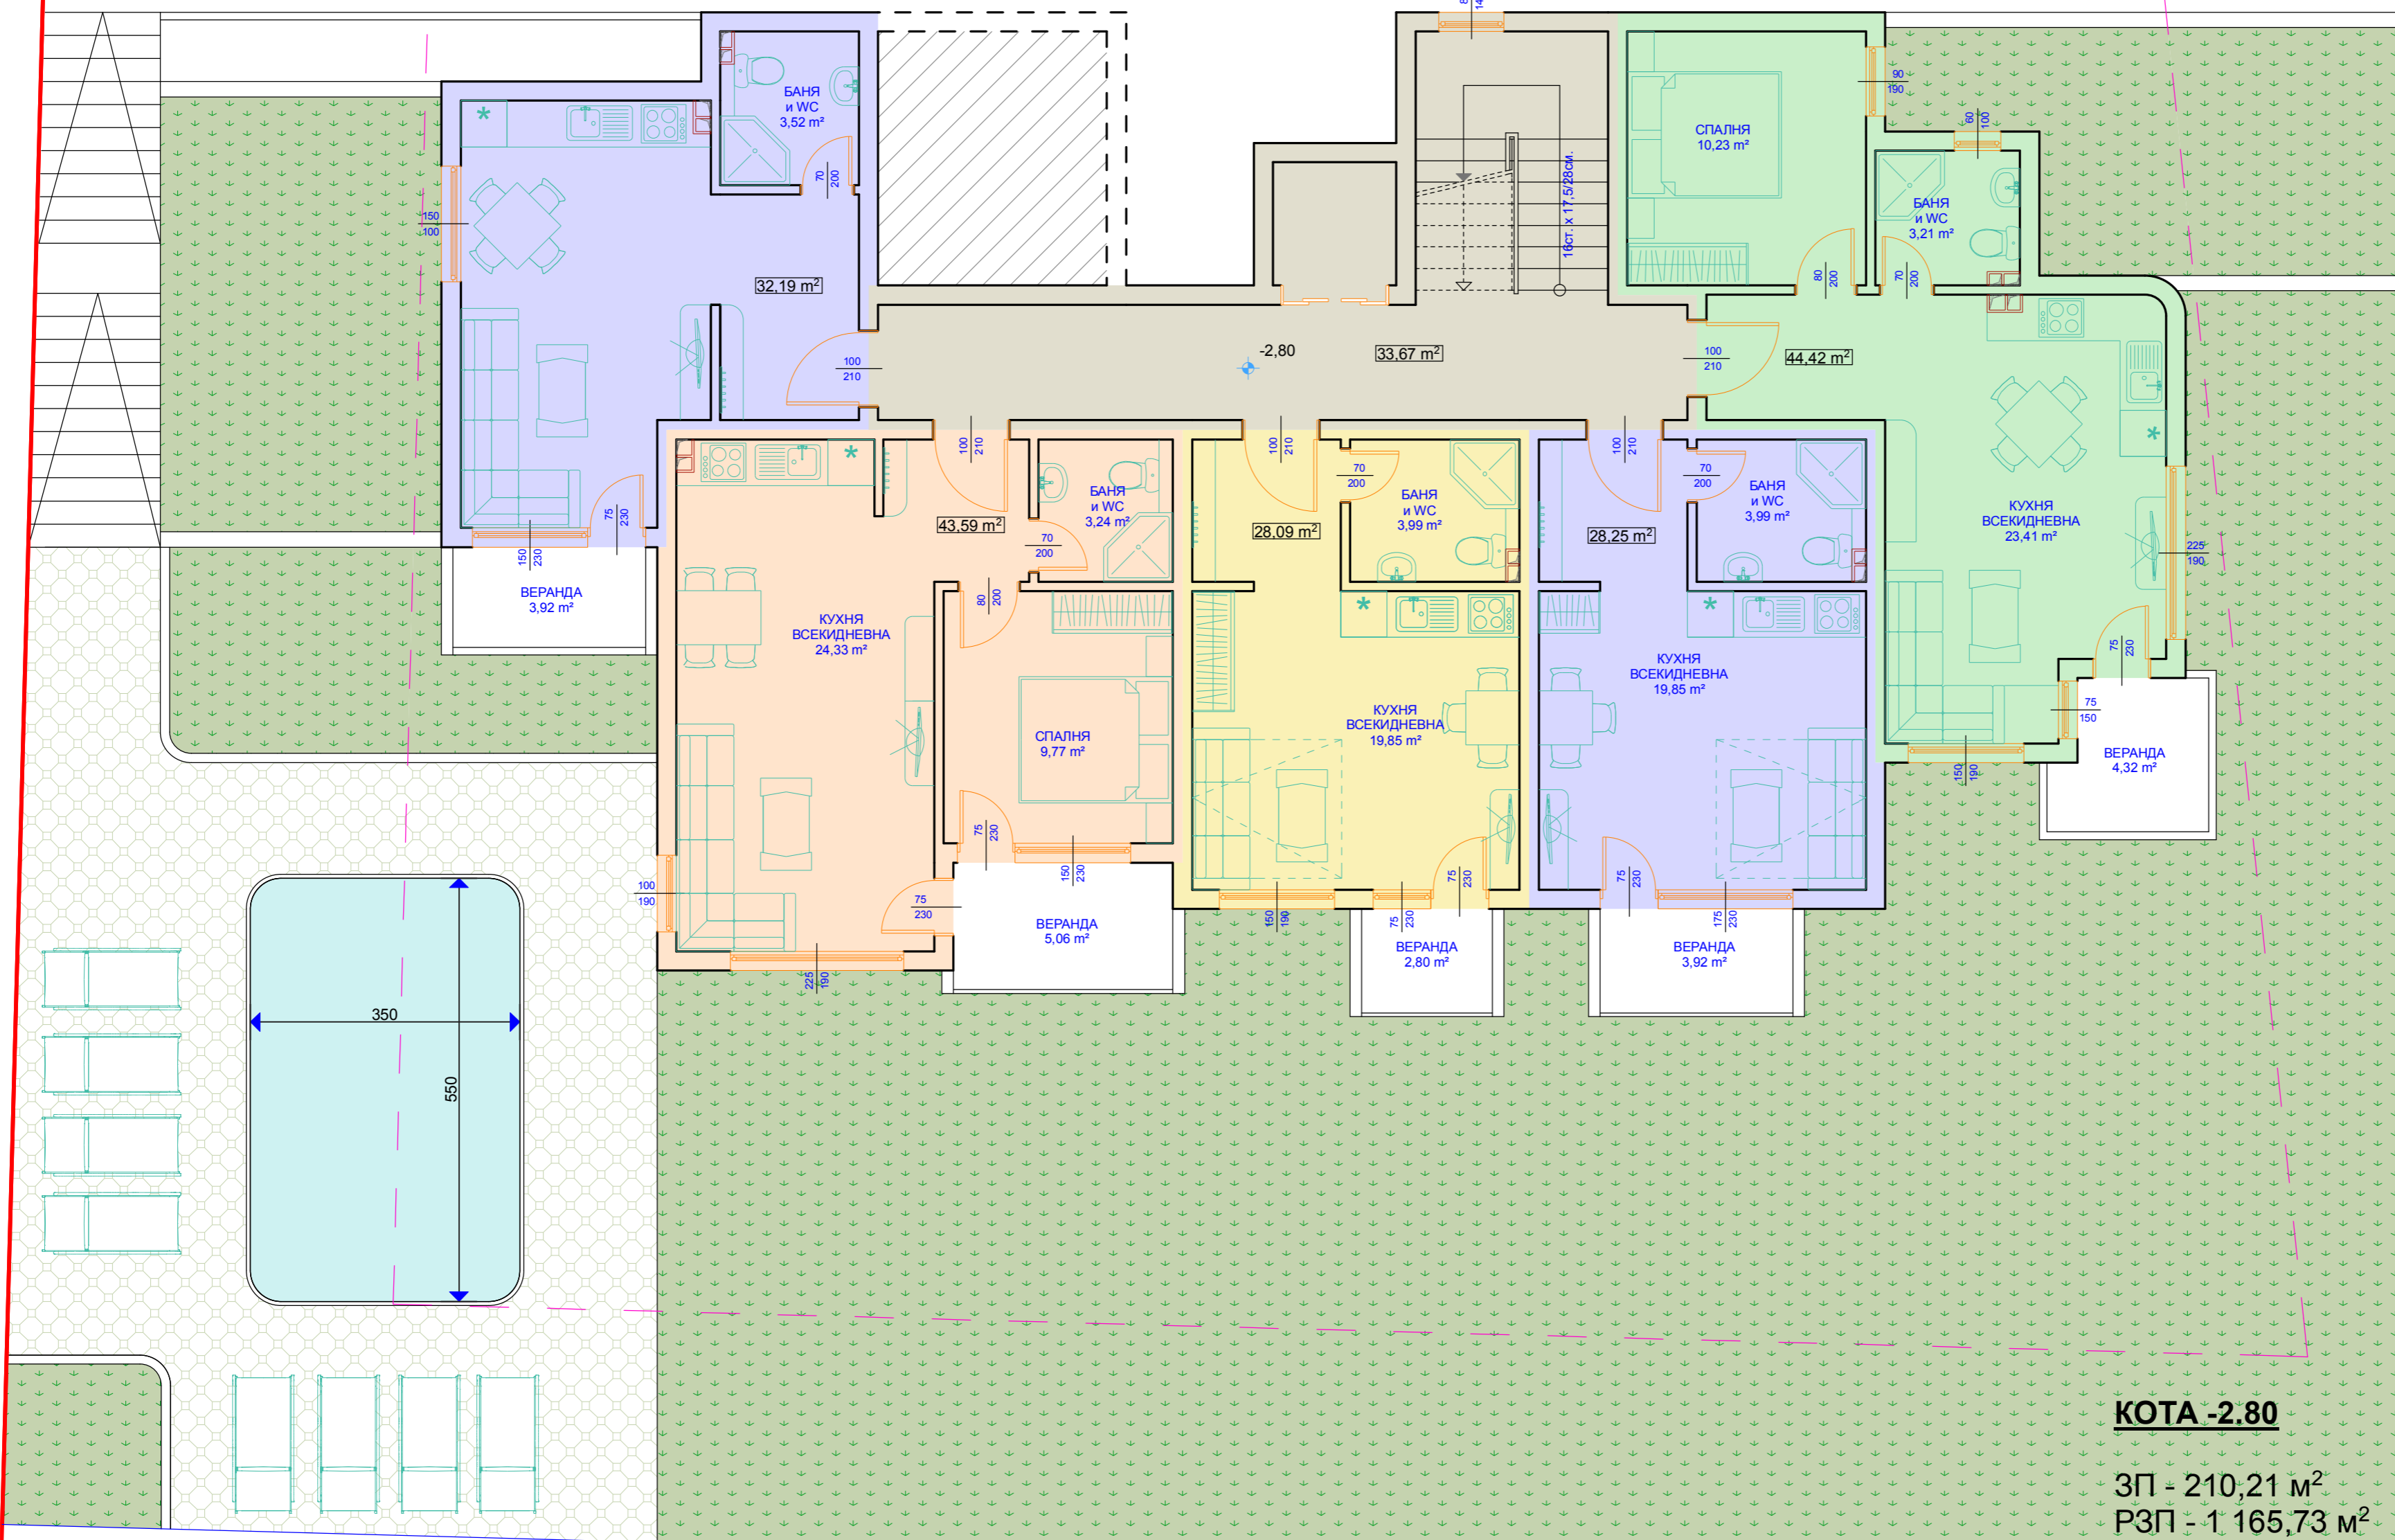 8
14
БАНЯ
и WC
3,52 m²
70
200
150
100
32,19 m²
100
210
75
230
150
230
ВЕРАНДА
3,92 m²
16ст. х 17,5/28см.
-2,80
33,67 m²
СПАЛНЯ
10,23 m²
90
190
60
100
БАНЯ
и WC
3,21 m²
80
200
70
200
100
210
44,42 m²
КУХНЯ
ВСЕКИДНЕВНА
23,41 m²
225
190
75
230
75
150
150
190
ВЕРАНДА
4,32 m²
100
210
43,59 m²
БАНЯ
и WC
3,24 m²
70
200
80
200
КУХНЯ
ВСЕКИДНЕВНА
24,33 m²
СПАЛНЯ
9,77 m²
75
230
150
230
100
190
75
230
225
190
ВЕРАНДА
5,06 m²
100
210
70
200
28,09 m²
БАНЯ
и WC
3,99 m²
КУХНЯ
ВСЕКИДНЕВНА
19,85 m²
75
230
150
190
75
230
ВЕРАНДА
2,80 m²
100
210
70
200
28,25 m²
БАНЯ
и WC
3,99 m²
КУХНЯ
ВСЕКИДНЕВНА
19,85 m²
75
230
175
230
ВЕРАНДА
3,92 m²
350
550
КОТА -2.80
ЗП - 210,21 м²
РЗП - 1 165,73 м²